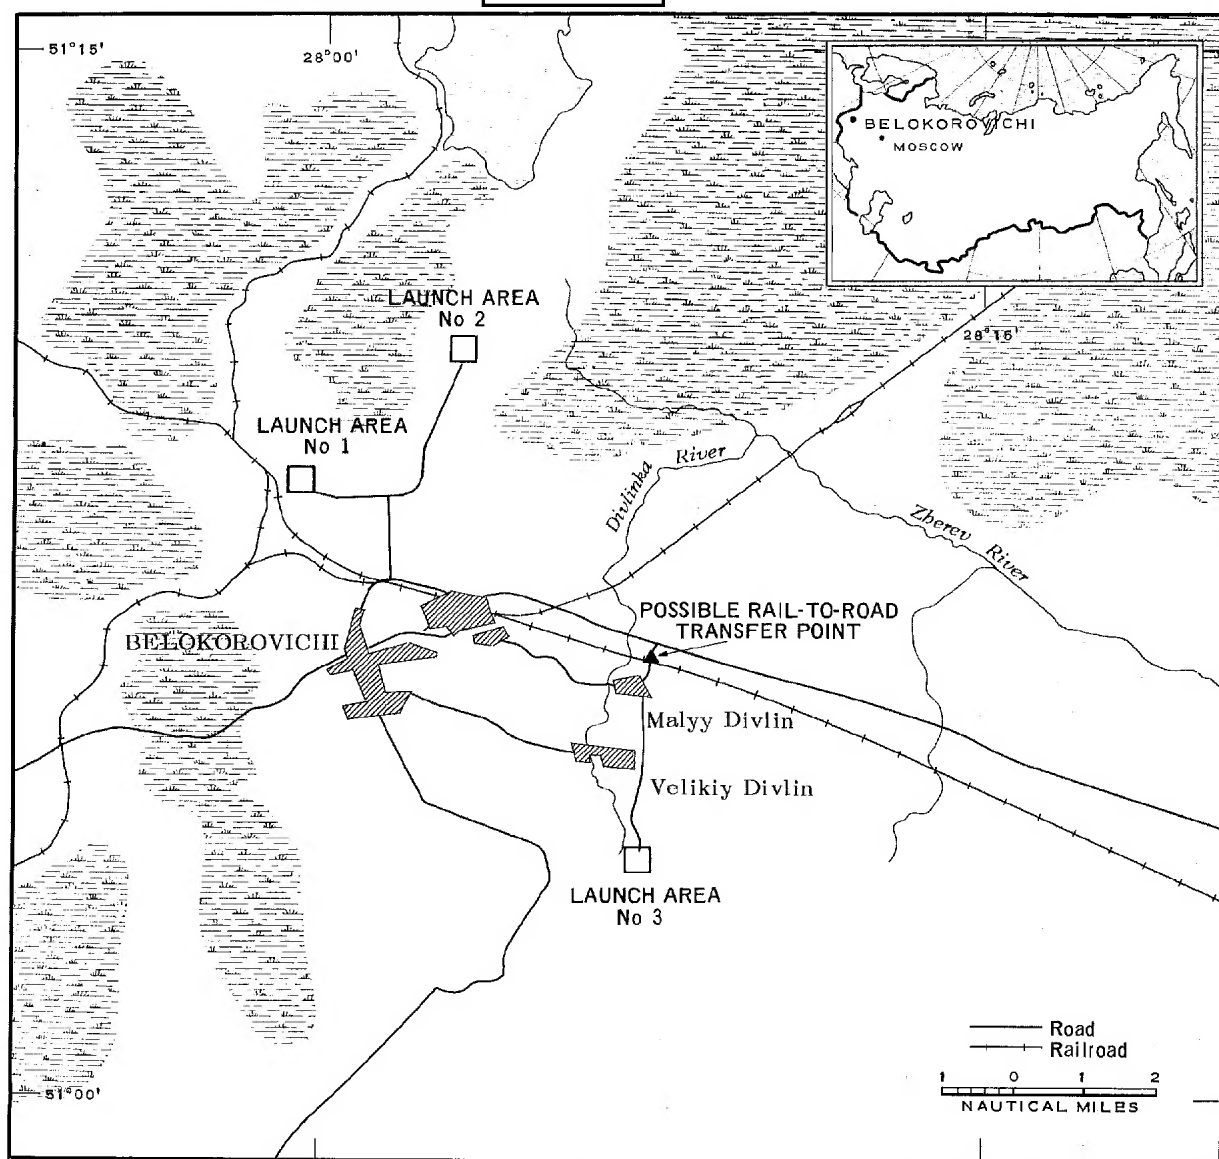 51°15'
28°00'
BELOKOROVICHI
MOSCOW
LAUNCH AREA
No 2
28°15'
LAUNCH AREA
No 1
Divlinka River
Zherev River
POSSIBLE RAIL-TO-ROAD
TRANSFER POINT
BELOKOROVICHI
Malyy Divlin
Velikiy Divlin
LAUNCH AREA
No 3
Road
Railroad
51°00'
1 0 1 2
NAUTICAL MILES